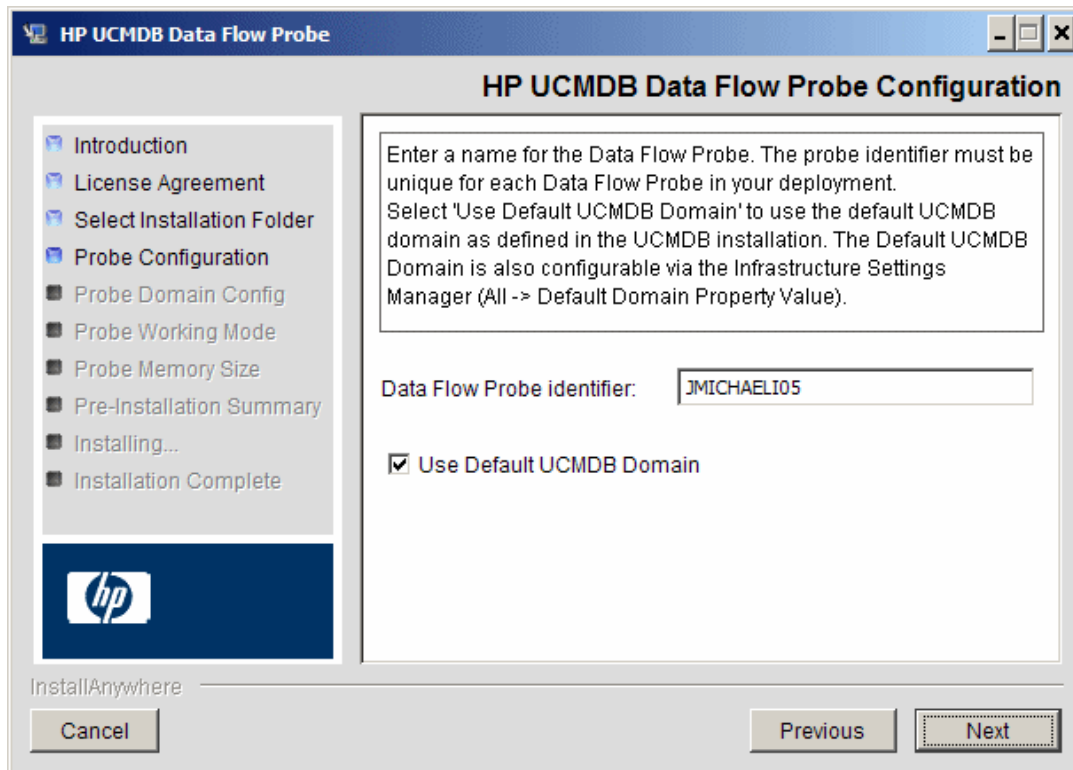 HP UCMDB Data Flow Probe
HP UCMDB Data Flow Probe Configuration
Introduction
License Agreement
Select Installation Folder
Probe Configuration
Probe Domain Config
Probe Working Mode
Probe Memory Size
Pre-Installation Summary
Installing...
Installation Complete
hp
Enter a name for the Data Flow Probe. The probe identifier must be
unique for each Data Flow Probe in your deployment.
Select 'Use Default UCMDB Domain' to use the default UCMDB
domain as defined in the UCMDB installation. The Default UCMDB
Domain is also configurable via the Infrastructure Settings
Manager (All -> Default Domain Property Value).
Data Flow Probe identifier: JMICHAELI05
Use Default UCMDB Domain
InstallAnywhere
Cancel Previous Next